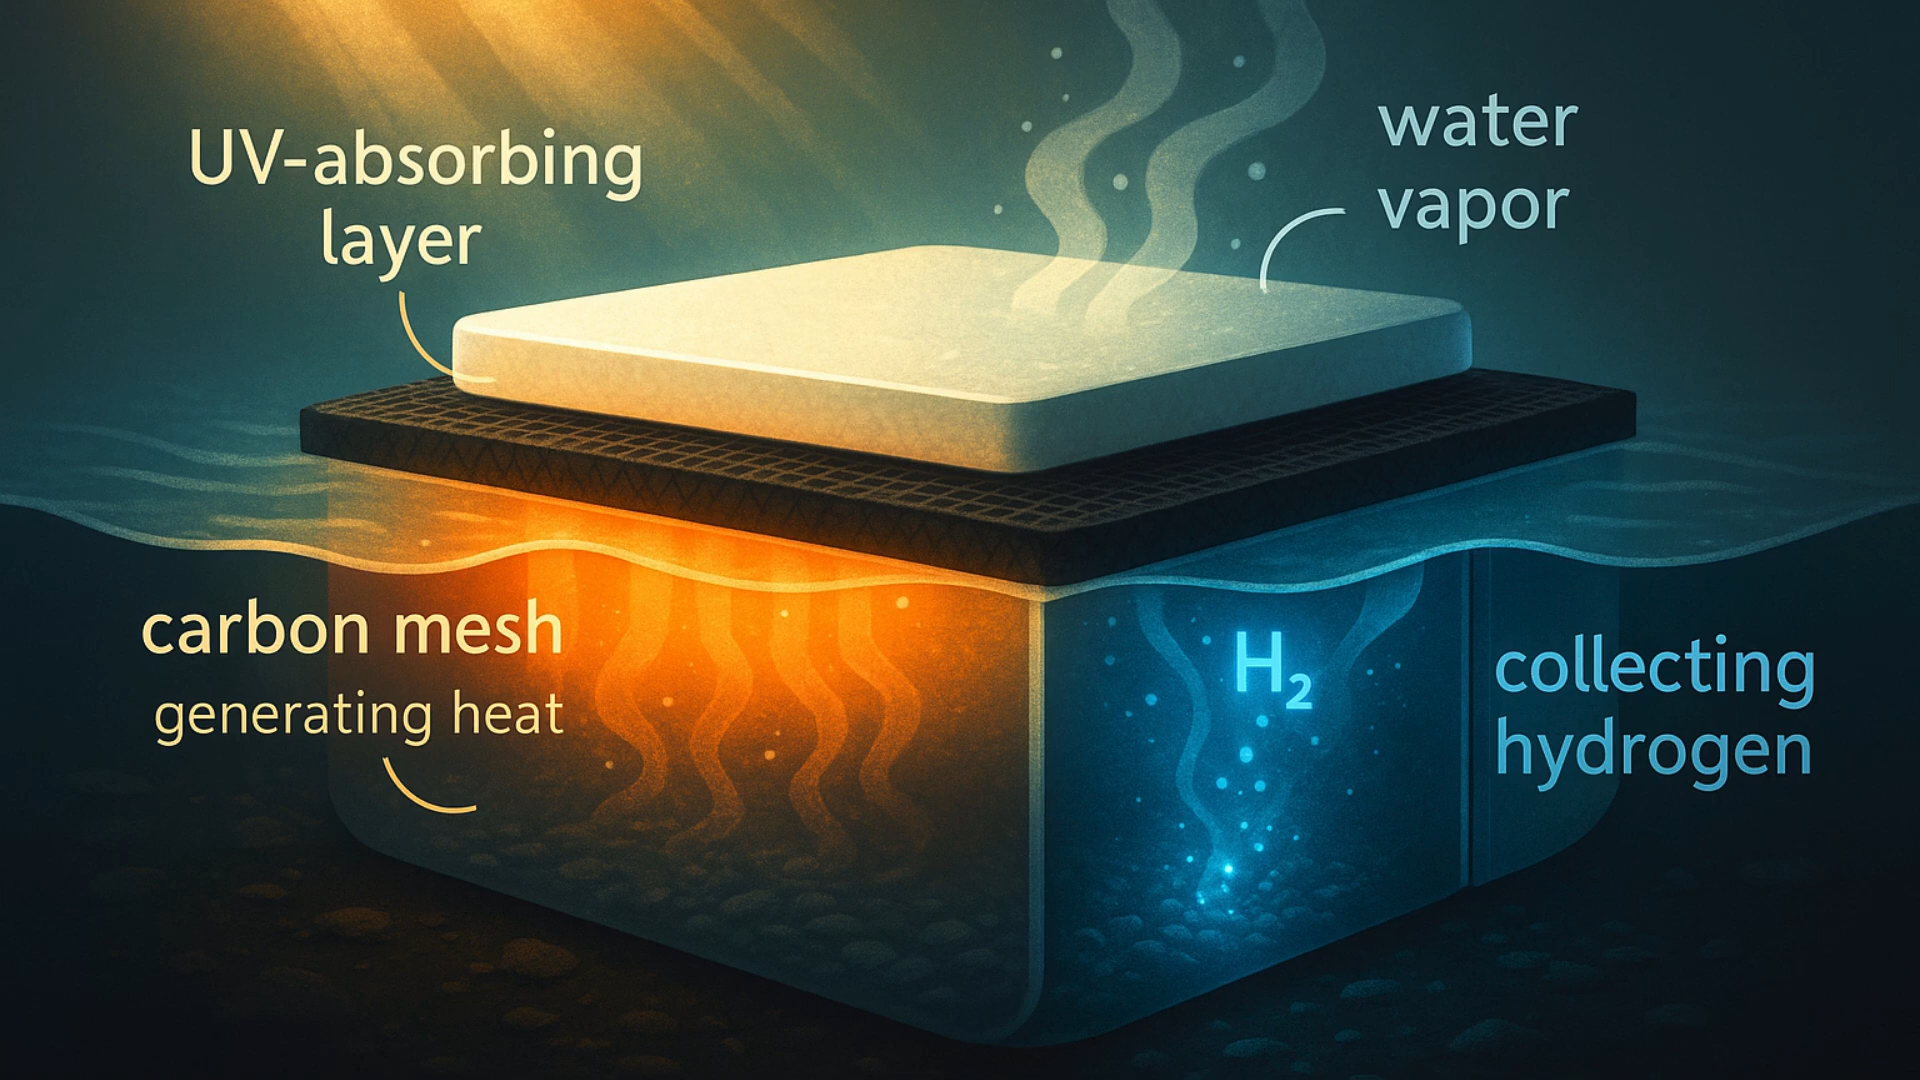 UV-absorbing
layer
water
vapor
carbon mesh
generating heat
H₂
collecting
hydrogen